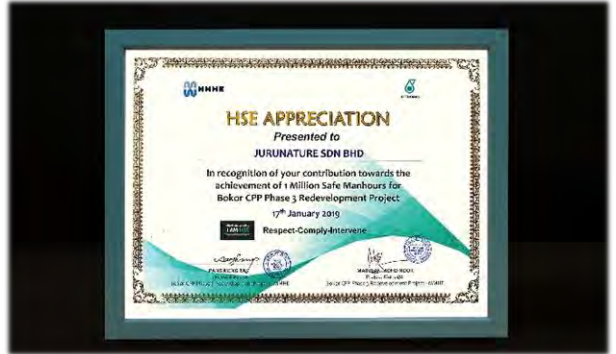 MHHE
PETRONAS
HSE APPRECIATION
Presented to
JURUNATURE SDN BHD
In recognition of your contribution towards the
achievement of 1 Million Safe Manhours for
Bokor CPP Phase 3 Redevelopment Project
17th January 2019
Respect-Comply-Intervene